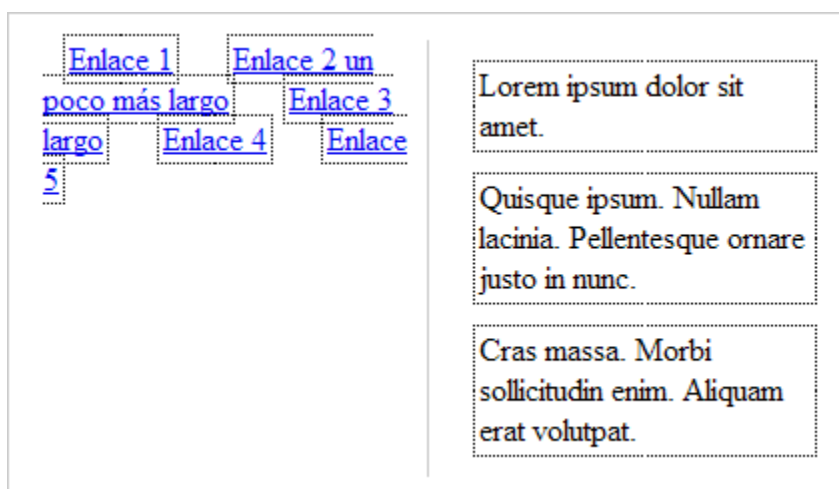 Enlace 1 Enlace 2 un
poco más largo Enlace 3
largo Enlace 4 Enlace
5
Lorem ipsum dolor sit
amet.
Quisque ipsum. Nullam
lacinia. Pellentesque ornare
justo in nunc.
Cras massa. Morbi
sollicitudin enim. Aliquam
erat volutpat.